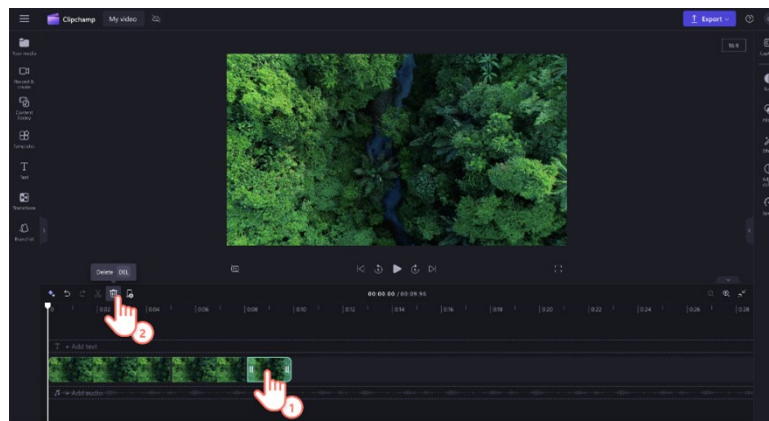 Clipchamp
My video
Export
16:9
Your media
Record &
create
Content
library
Templates
Text
Transitions
Brand kit
Delete DEL
00:00.00 / 00:09.96
0
0:02
0:04
0:06
0:08
0:10
0:12
0:14
0:16
0:18
0:20
0:22
0:24
0:26
0:28
2
T + Add text
+ Add audio
1